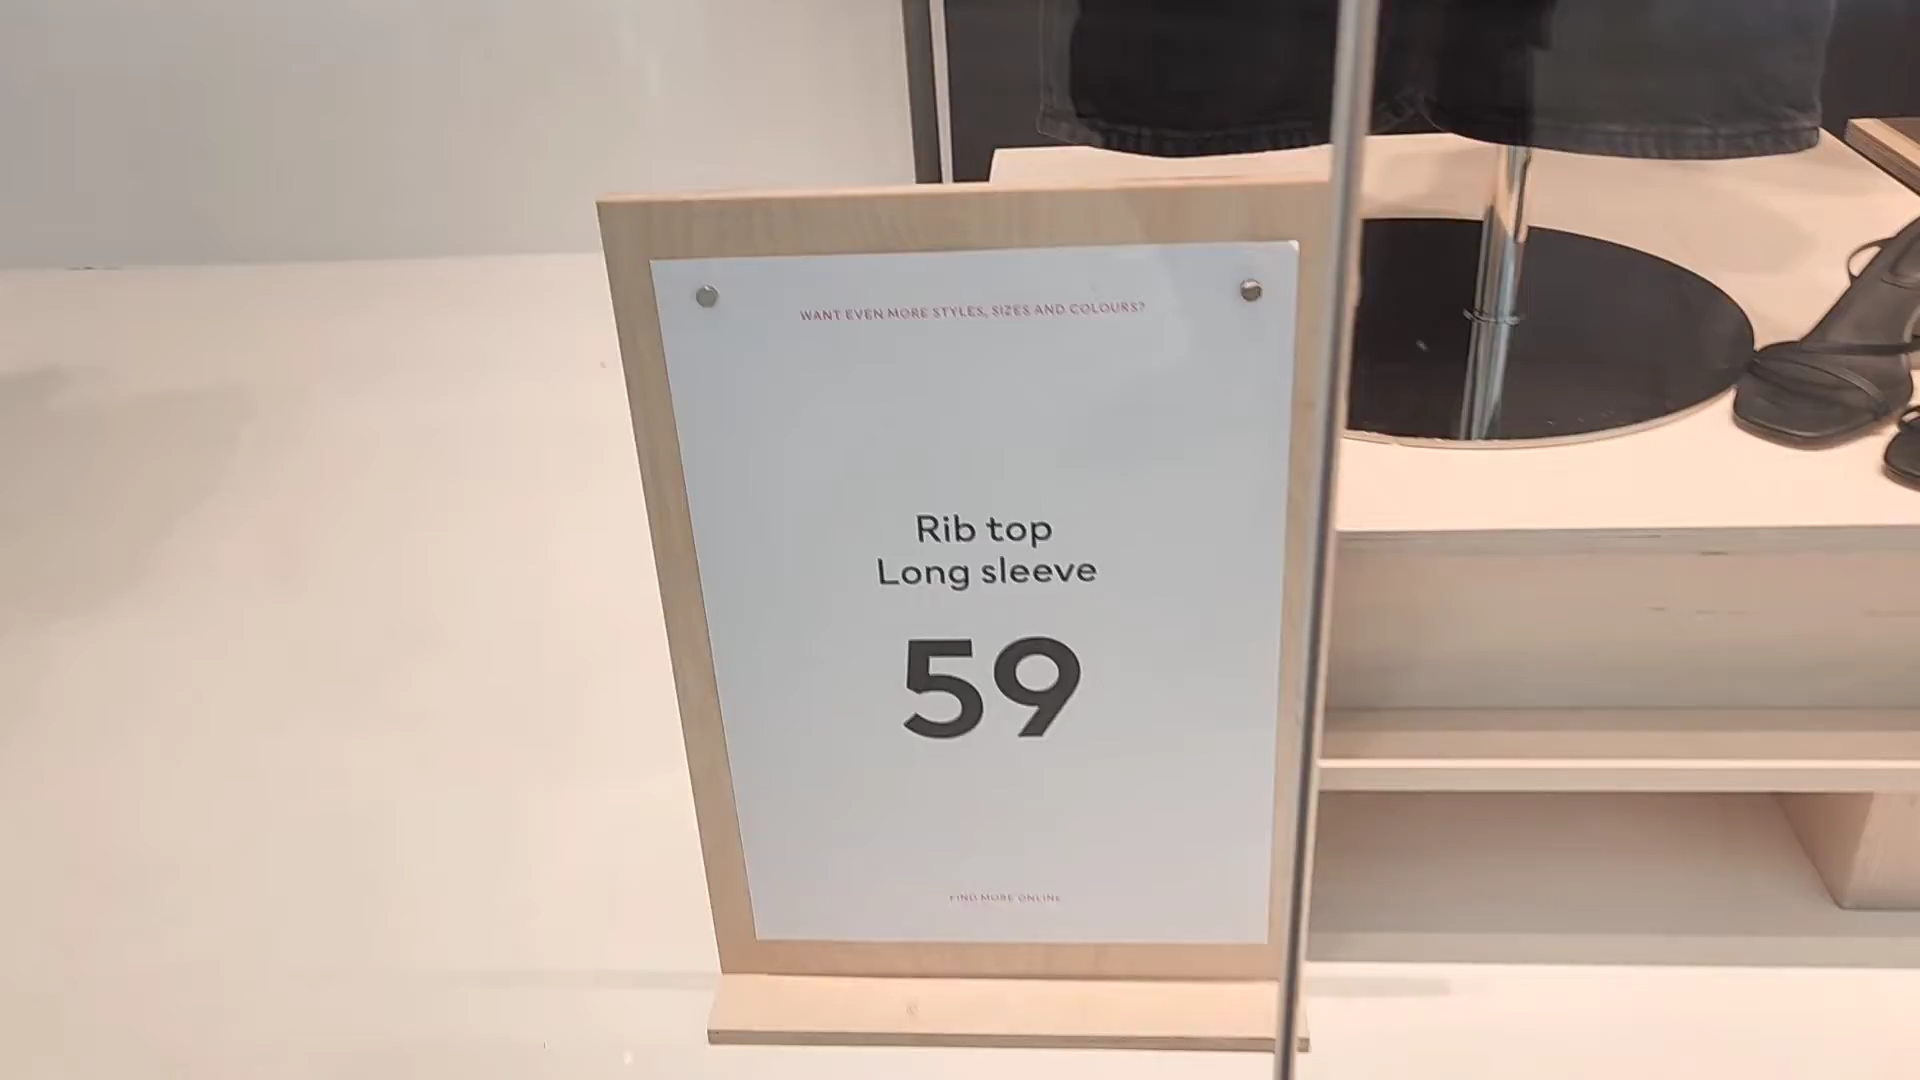 WANT EVEN MORE STYLES, SIZES AND COLOURS?
Rib top
Long sleeve
59
FIND MORE ONLINE